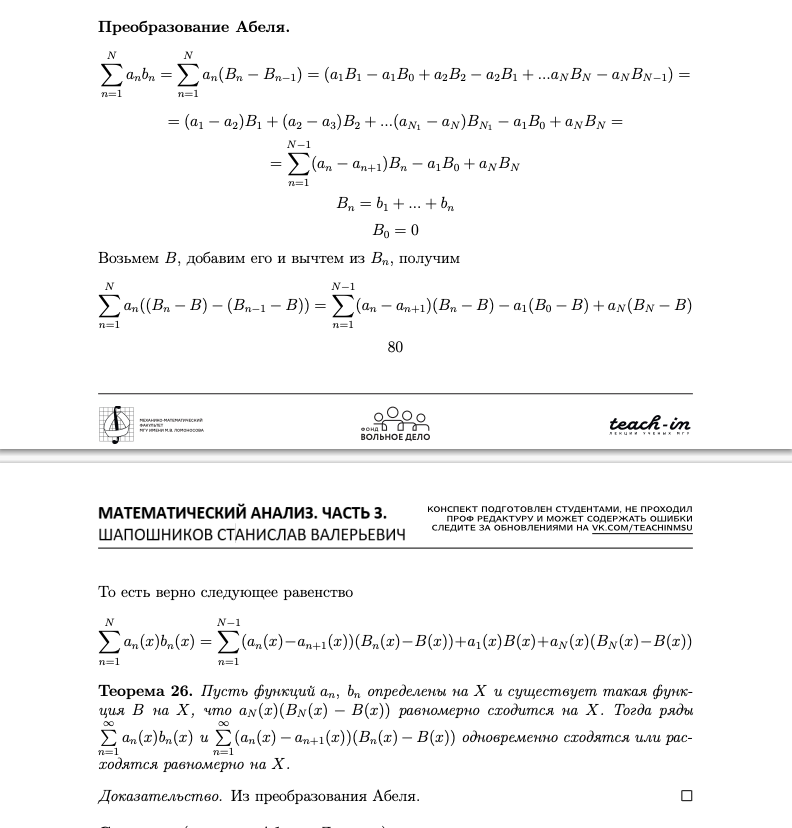 Преобразование Абеля.
\sum_{n=1}^{N} a_n b_n = \sum_{n=1}^{N} a_n(B_n − B_{n−1}) = (a_1B_1 − a_1B_0 + a_2B_2 − a_2B_1 + ...a_NB_N − a_NB_{N−1}) =
= (a_1 − a_2)B_1 + (a_2 − a_3)B_2 + ...(a_{N_1} − a_N)B_{N_1} − a_1B_0 + a_NB_N =
= \sum_{n=1}^{N−1} (a_n − a_{n+1})B_n − a_1B_0 + a_NB_N
B_n = b_1 + ... + b_n
B_0 = 0
Возьмем B, добавим его и вычтем из B_n, получим
\sum_{n=1}^{N} a_n((B_n − B) − (B_{n−1} − B)) = \sum_{n=1}^{N−1} (a_n − a_{n+1})(B_n − B) − a_1(B_0 − B) + a_N(B_N − B)
80
МЕХАНИКО-МАТЕМАТИЧЕСКИЙ
ФАКУЛЬТЕТ
МГУ ИМЕНИ М.В. ЛОМОНОСОВА
ФОНД
ВОЛЬНОЕ ДЕЛО
teach-in
ЛЕКЦИИ УЧЕНЫХ МГУ
МАТЕМАТИЧЕСКИЙ АНАЛИЗ. ЧАСТЬ 3.
ШАПОШНИКОВ СТАНИСЛАВ ВАЛЕРЬЕВИЧ
КОНСПЕКТ ПОДГОТОВЛЕН СТУДЕНТАМИ, НЕ ПРОХОДИЛ
ПРОФ РЕДАКТУРУ И МОЖЕТ СОДЕРЖАТЬ ОШИБКИ
СЛЕДИТЕ ЗА ОБНОВЛЕНИЯМИ НА VK.COM/TEACHINMSU
То есть верно следующее равенство
\sum_{n=1}^{N} a_n(x)b_n(x) = \sum_{n=1}^{N−1} (a_n(x)−a_{n+1}(x))(B_n(x)−B(x))+a_1(x)B(x)+a_N(x)(B_N(x)−B(x))
Теорема 26. Пусть функций a_n, b_n определены на X и существует такая функ-
ция B на X, что a_N(x)(B_N(x) − B(x)) равномерно сходится на X. Тогда ряды
\sum_{n=1}^{∞} a_n(x)b_n(x) и \sum_{n=1}^{∞} (a_n(x) − a_{n+1}(x))(B_n(x) − B(x)) одновременно сходятся или рас-
ходятся равномерно на X.
Доказательство. Из преобразования Абеля. □